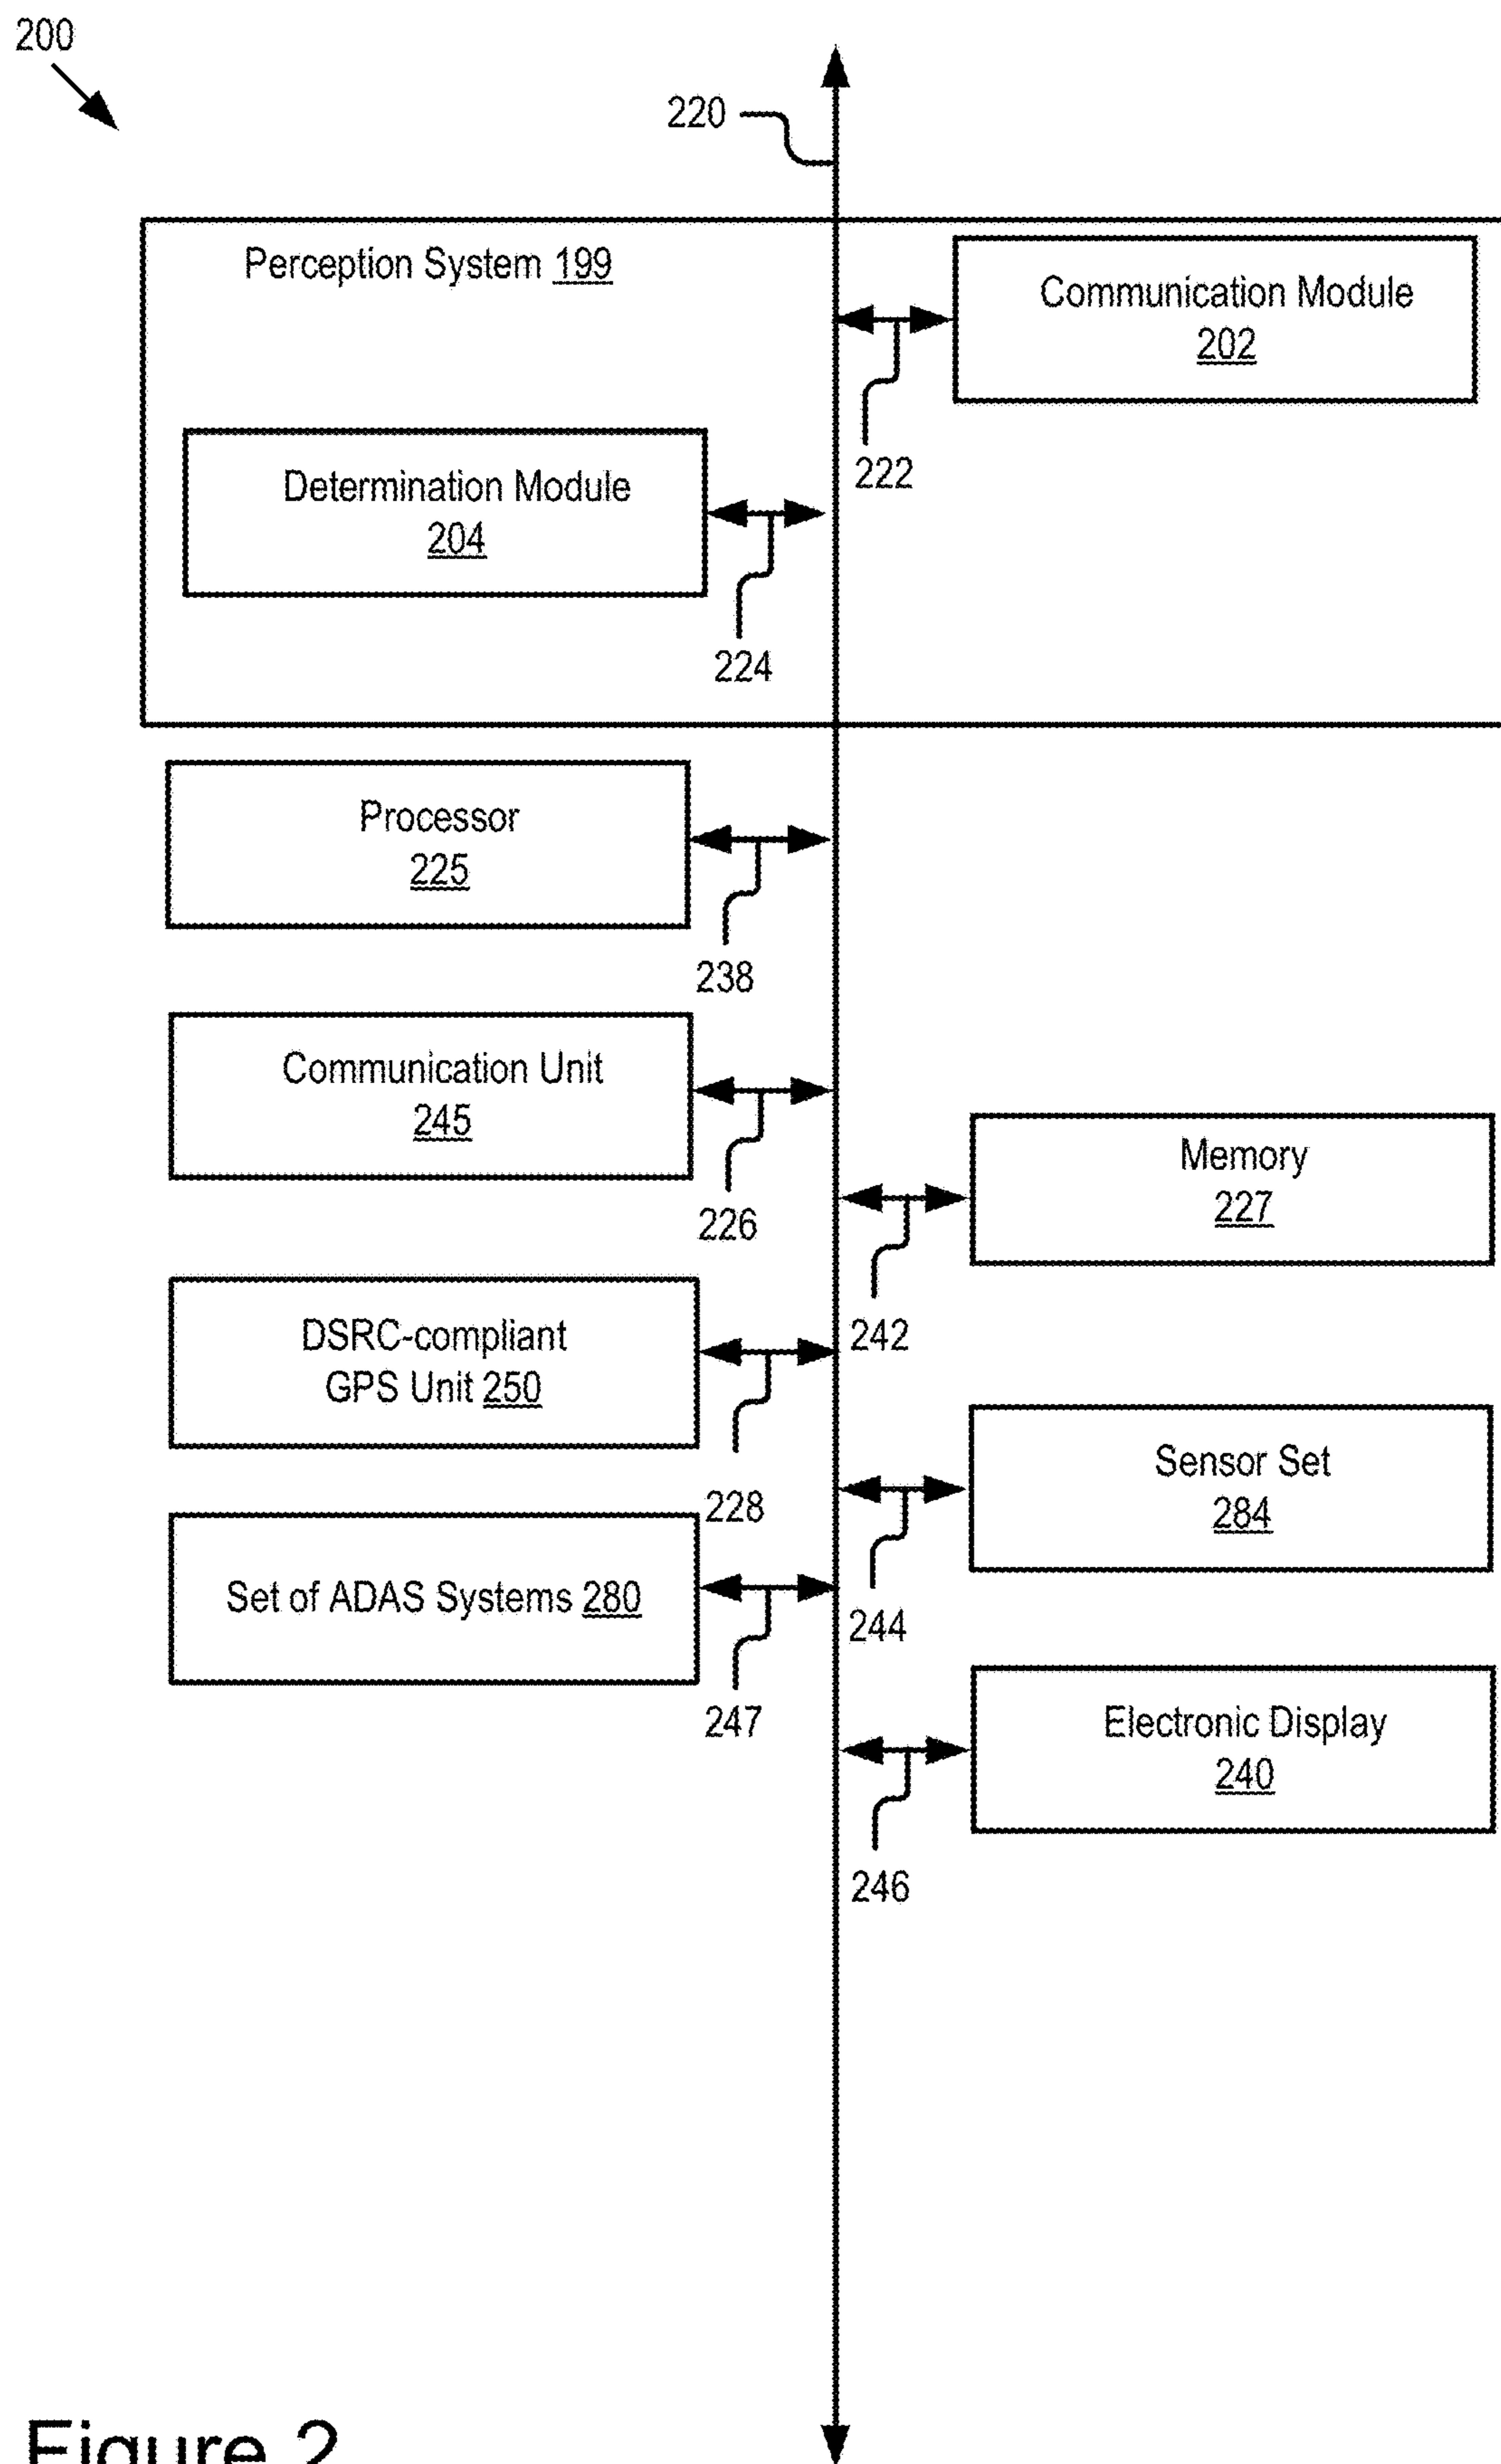 200
220
Perception System 199
Communication Module
202
222
Determination Module
204
224
Processor
225
238
Communication Unit
245
226
Memory
227
242
DSRC-compliant
GPS Unit 250
228
Sensor Set
284
244
Set of ADAS Systems 280
247
Electronic Display
240
246
Figure 2